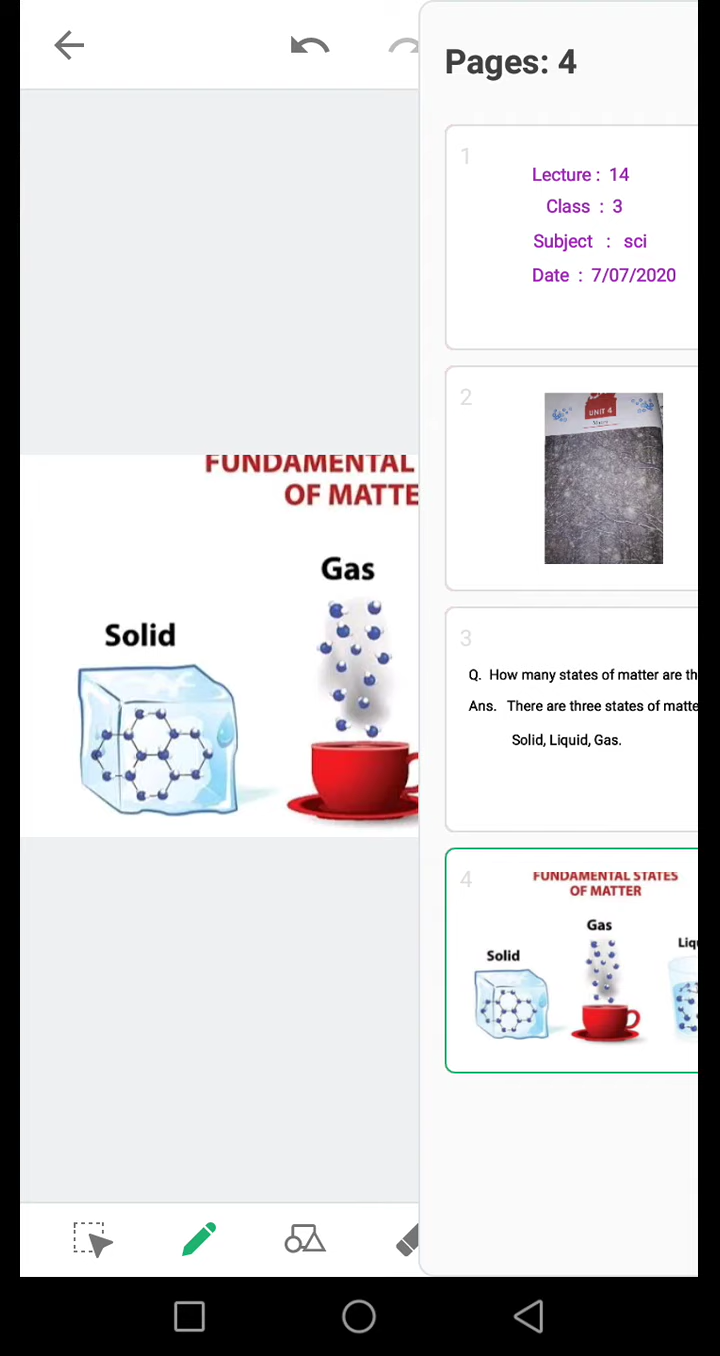 Pages: 4
1
Lecture : 14
Class : 3
Subject : sci
Date : 7/07/2020
2
UNIT 4
3
Q. How many states of matter are th
Ans. There are three states of matte
Solid, Liquid, Gas.
4
FUNDAMENTAL STATES
OF MATTER
Gas
Solid
Liq
FUNDAMENTAL
OF MATTE
Gas
Solid